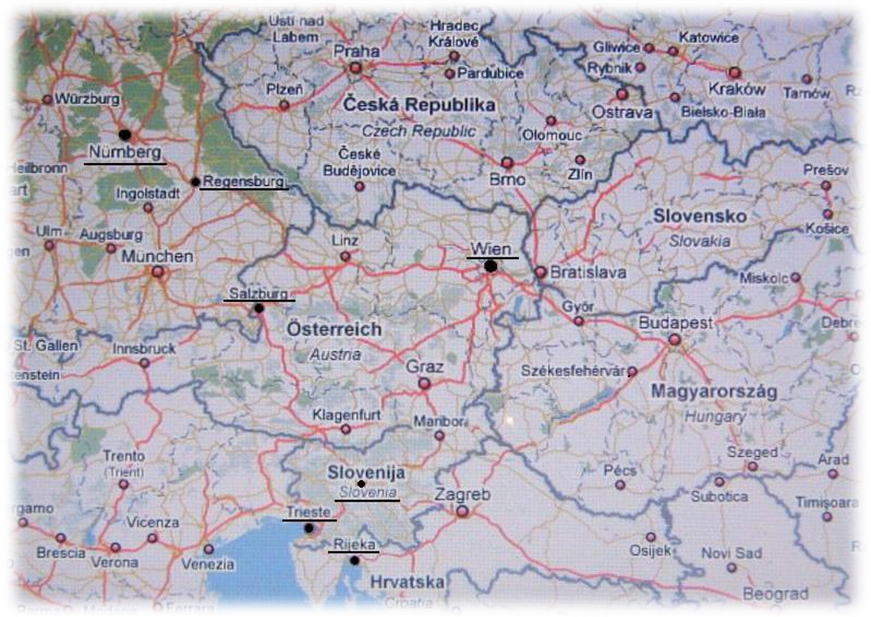 Ústí nad
Labem
Hradec
Králové
Praha
Pardubice
Plzeň
Gliwice
Katowice
Rybnik
Kraków
Tarnów
Bielsko-Biała
Würzburg
Česká Republika
Czech Republic
Ostrava
Olomouc
Nürnberg
České
Budějovice
Brno
Zlín
Heilbronn
Regensburg
Prešov
Ingolstadt
Slovensko
Slovakia
Košice
Ulm
Augsburg
München
Linz
Wien
Bratislava
Miskolc
Salzburg
Győr
Budapest
St. Gallen
Innsbruck
Österreich
Austria
Graz
Székesfehérvár
Magyarország
Hungary
Klagenfurt
Maribor
Trento
(Trient)
Slovenija
Slovenia
Zagreb
Pécs
Szeged
Arad
Subotica
Timișoara
Trieste
Vicenza
Brescia
Verona
Venezia
Rijeka
Osijek
Novi Sad
Hrvatska
Croatia
Beograd
Ferrara